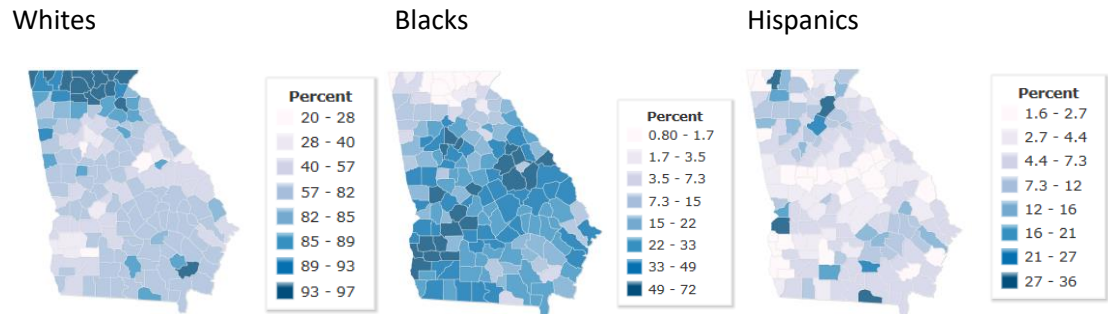 Whites
Blacks
Hispanics
Percent
20 - 28
28 - 40
40 - 57
57 - 82
82 - 85
85 - 89
89 - 93
93 - 97
Percent
0.80 - 1.7
1.7 - 3.5
3.5 - 7.3
7.3 - 15
15 - 22
22 - 33
33 - 49
49 - 72
Percent
1.6 - 2.7
2.7 - 4.4
4.4 - 7.3
7.3 - 12
12 - 16
16 - 21
21 - 27
27 - 36